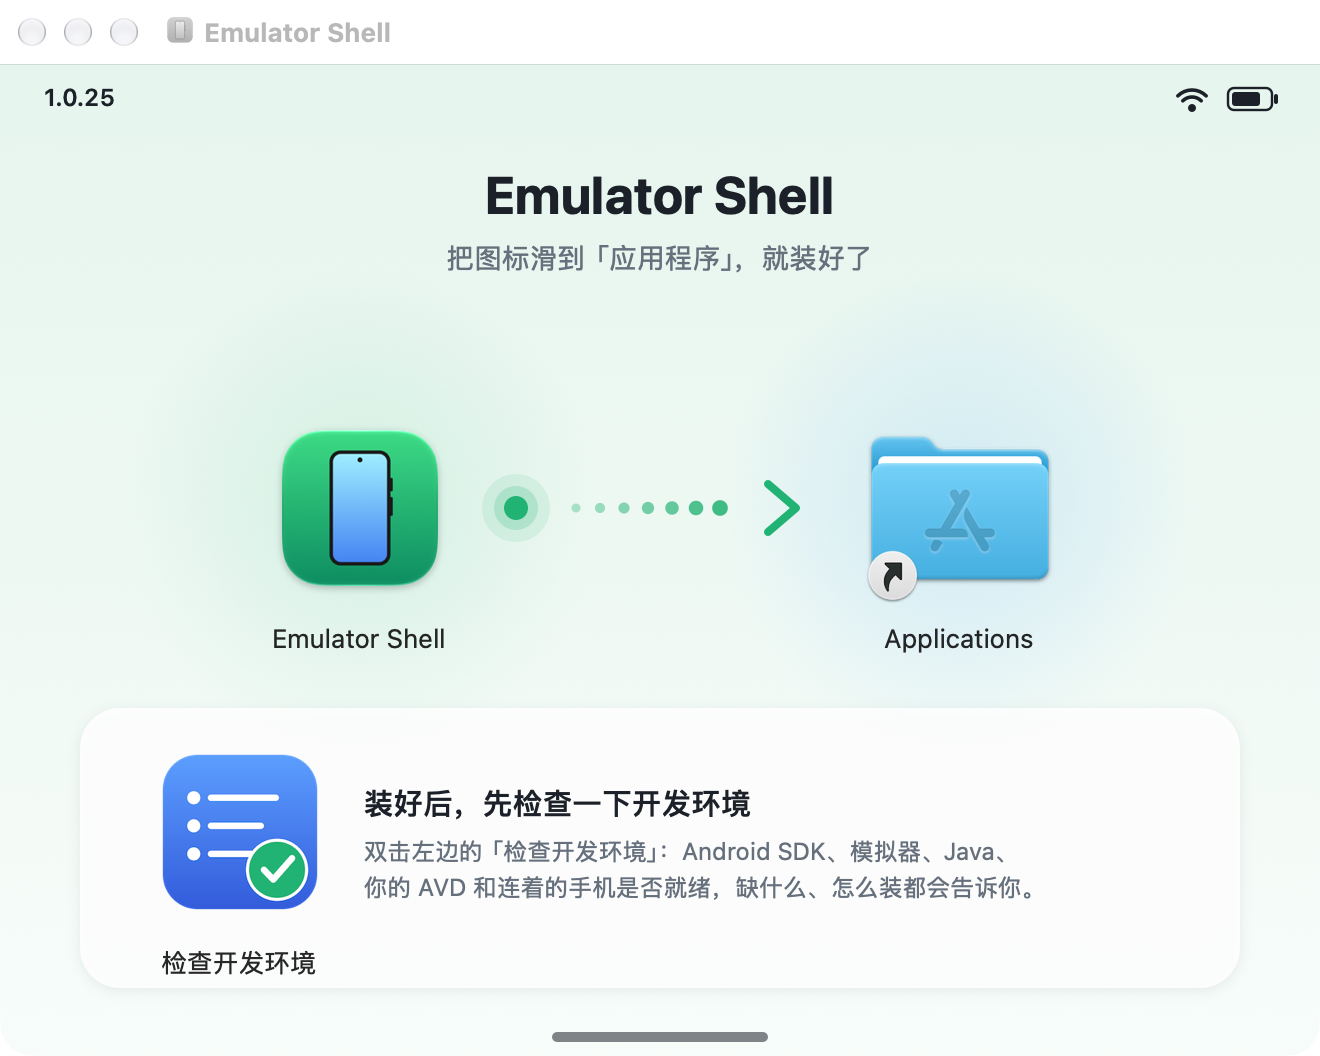 Emulator Shell
1.0.25
Emulator Shell
把图标滑到「应用程序」，就装好了
Emulator Shell
Applications
装好后，先检查一下开发环境
双击左边的「检查开发环境」：Android SDK、模拟器、Java、
你的 AVD 和连着的手机是否就绪，缺什么、怎么装都会告诉你。
检查开发环境